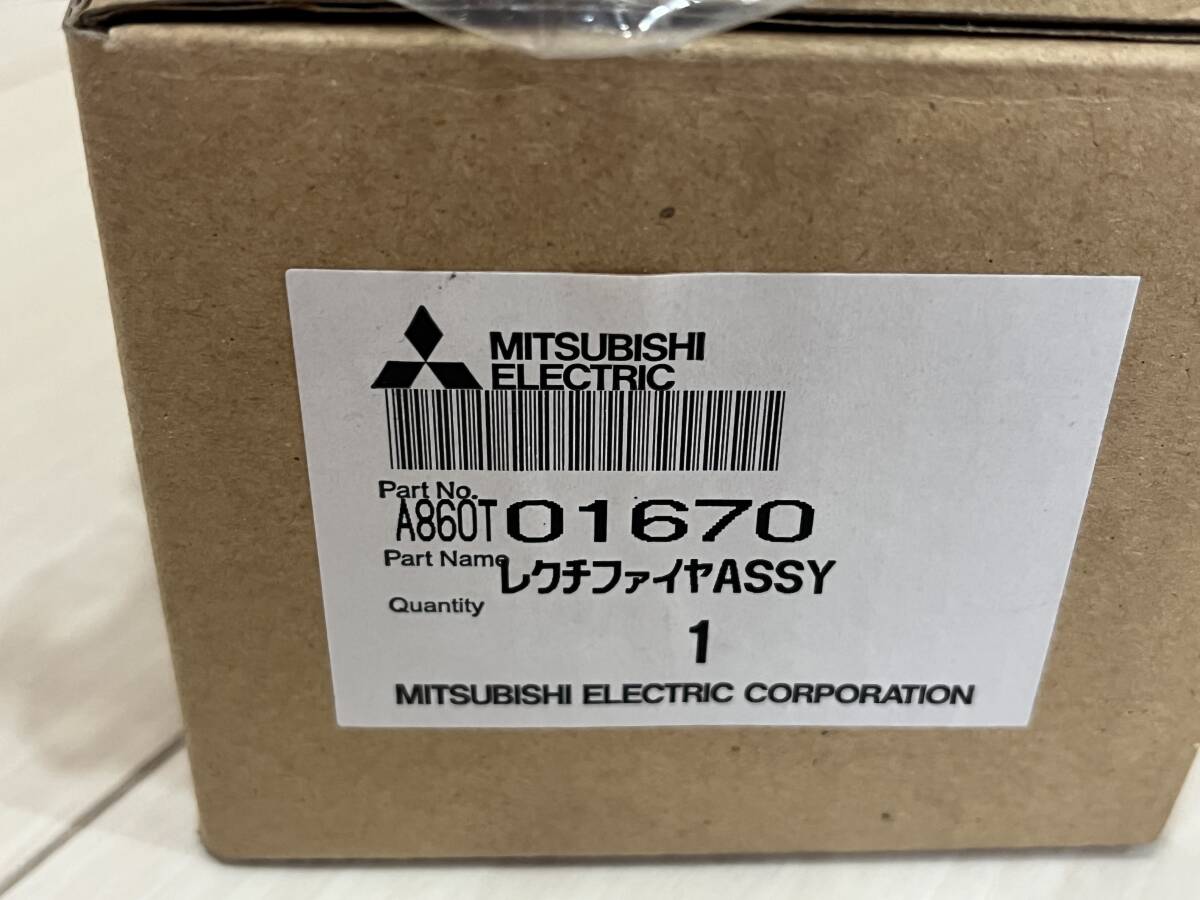 MITSUBISHI
ELECTRIC
Part No.
A860T01670
Part Name
レクチファイヤASSY
Quantity
1
MITSUBISHI ELECTRIC CORPORATION